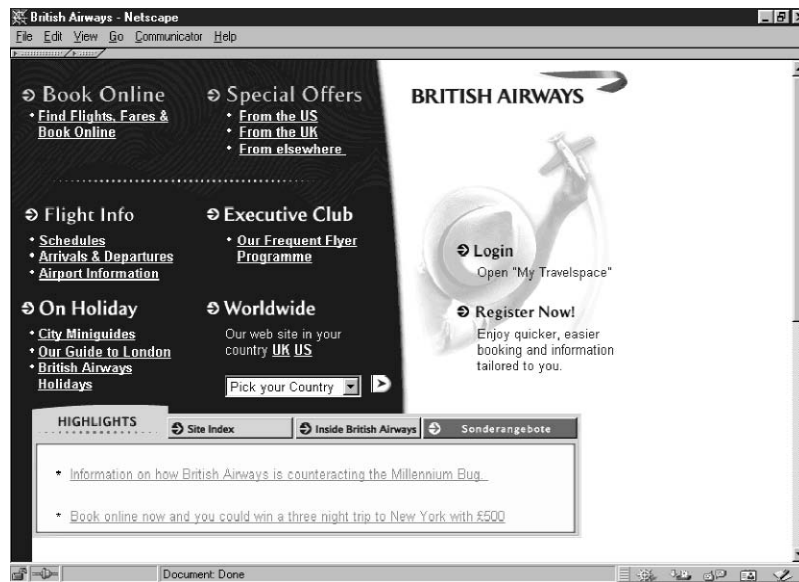 British Airways - Netscape
File Edit View Go Communicator Help
Book Online
Find Flights, Fares &
Book Online
Special Offers
From the US
From the UK
From elsewhere
BRITISH AIRWAYS
Flight Info
Schedules
Arrivals & Departures
Airport Information
Executive Club
Our Frequent Flyer
Programme
Login
Open "My Travelspace"
On Holiday
City Miniguides
Our Guide to London
British Airways
Holidays
Worldwide
Our web site in your
country UK US
Pick your Country
Register Now!
Enjoy quicker, easier
booking and information
tailored to you.
HIGHLIGHTS
Site Index
Inside British Airways
Sonderangebote
* Information on how British Airways is counteracting the Millennium Bug.
* Book online now and you could win a three night trip to New York with £500
Document: Done